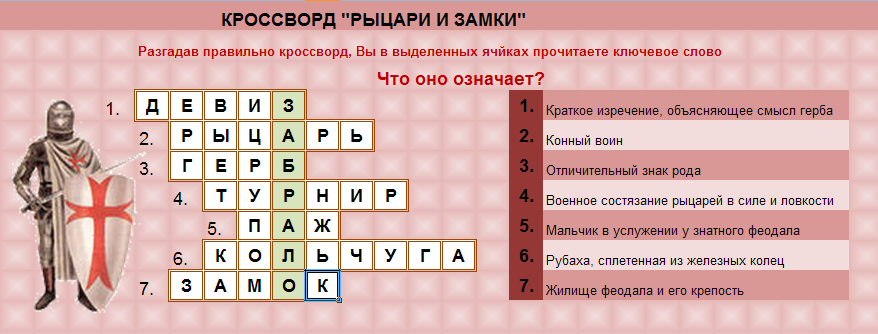 КРОССВОРД "РЫЦАРИ И ЗАМКИ"
Разгадав правильно кроссворд, Вы в выделенных ячйках прочитаете ключевое слово
Что оно означает?
1. Д Е В И З
2. Р Ы Ц А Р Ь
3. Г Е Р Б
4. Т У Р Н И Р
5. П А Ж
6. К О Л Ь Ч У Г А
7. З А М О К
1. Краткое изречение, объясняющее смысл герба
2. Конный воин
3. Отличительный знак рода
4. Военное состязание рыцарей в силе и ловкости
5. Мальчик в услужении у знатного феодала
6. Рубаха, сплетенная из железных колец
7. Жилище феодала и его крепость